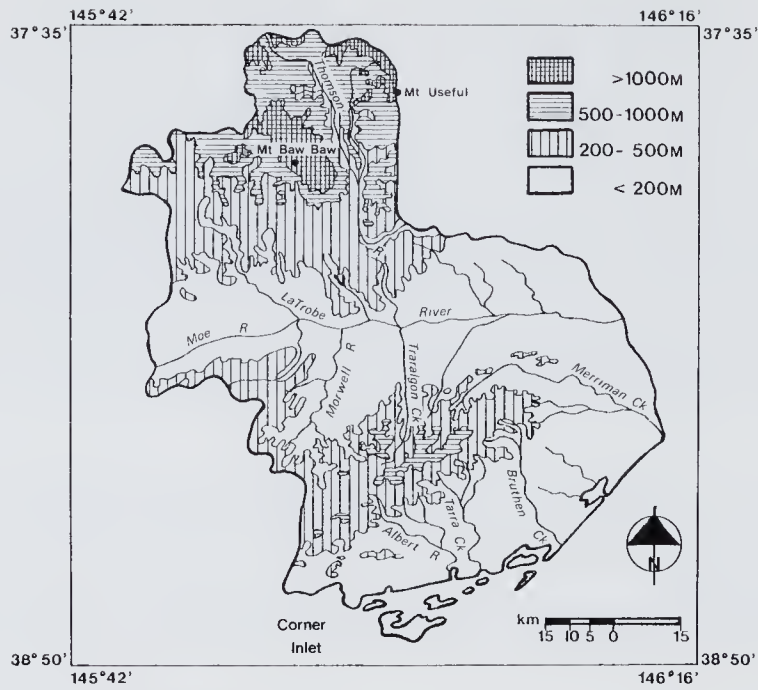 145°42'
146°16'
37°35'
37°35'
Thomson
Mt Useful
Mt Baw Baw
>1000M
500-1000M
200-500M
< 200M
R
LaTrobe
River
Moe R
Morwell R
Traralgon Ck
Merriman Ck
Bruthen Ck
Tarra Ck
Albert R
N
Corner
Inlet
km
15 10 5 0 15
38°50'
38°50'
145°42'
146°16'